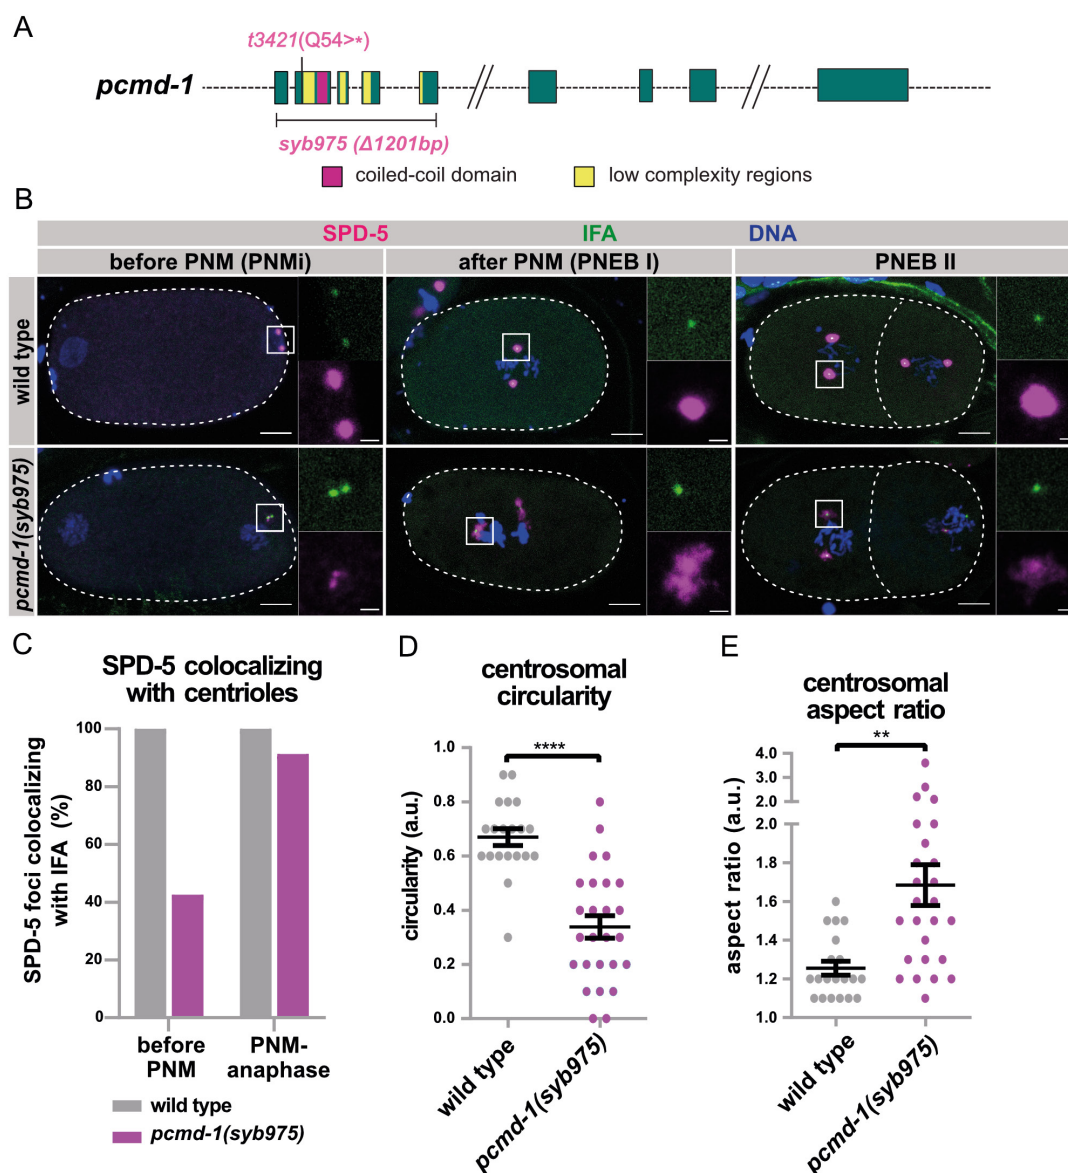 A
t3421(Q54>*)
pcmd-1
syb975 (Δ1201bp)
coiled-coil domain
low complexity regions
B
SPD-5 IFA DNA
before PNM (PNMi) after PNM (PNEB I) PNEB II
wild type
pcmd-1(syb975)
C
SPD-5 colocalizing
with centrioles
SPD-5 foci colocalizing
with IFA (%)
100
80
60
40
20
0
before
PNM
PNM-
anaphase
wild type
pcmd-1(syb975)
D
centrosomal
circularity
****
circularity (a.u.)
1.0
0.8
0.6
0.4
0.2
0.0
wild type
pcmd-1(syb975)
E
centrosomal
aspect ratio
**
aspect ratio (a.u.)
4.0
3.0
2.0
2.0
1.8
1.6
1.4
1.2
1.0
wild type
pcmd-1(syb975)